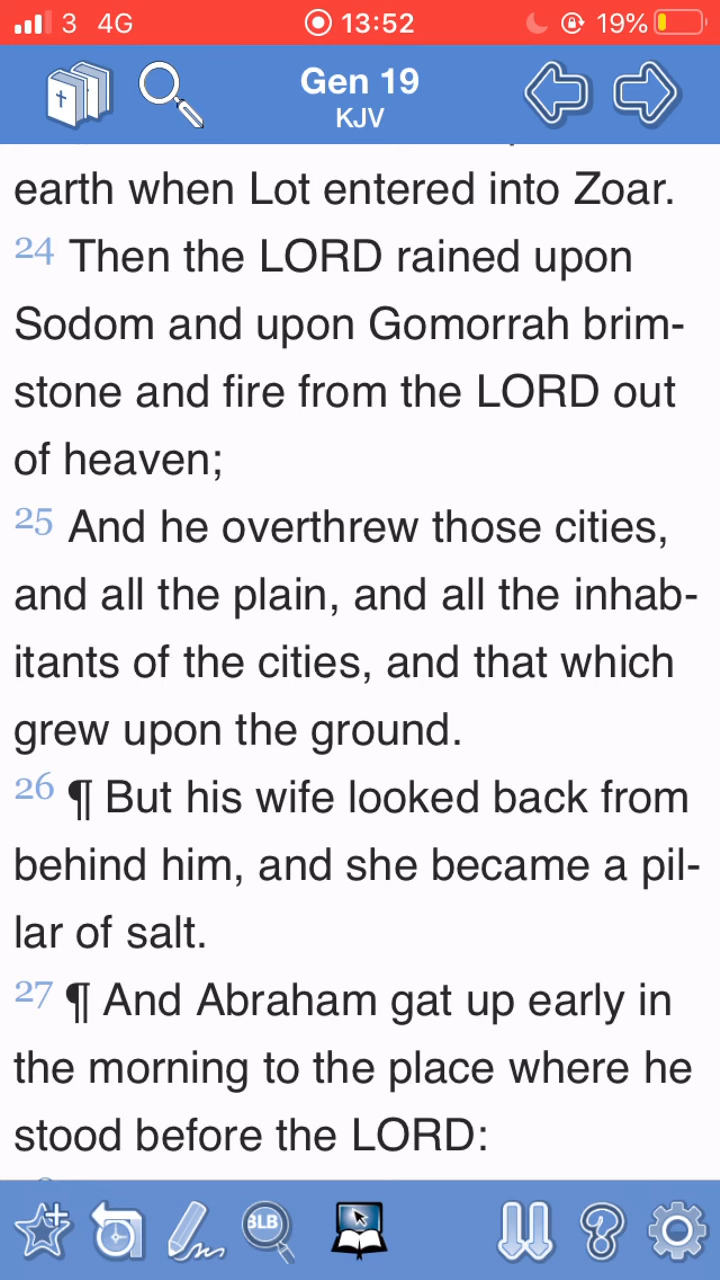 3 4G 13:52 19%
Gen 19
KJV
earth when Lot entered into Zoar.
24 Then the LORD rained upon
Sodom and upon Gomorrah brim-
stone and fire from the LORD out
of heaven;
25 And he overthrew those cities,
and all the plain, and all the inhab-
itants of the cities, and that which
grew upon the ground.
26 ¶ But his wife looked back from
behind him, and she became a pil-
lar of salt.
27 ¶ And Abraham gat up early in
the morning to the place where he
stood before the LORD:
BLB